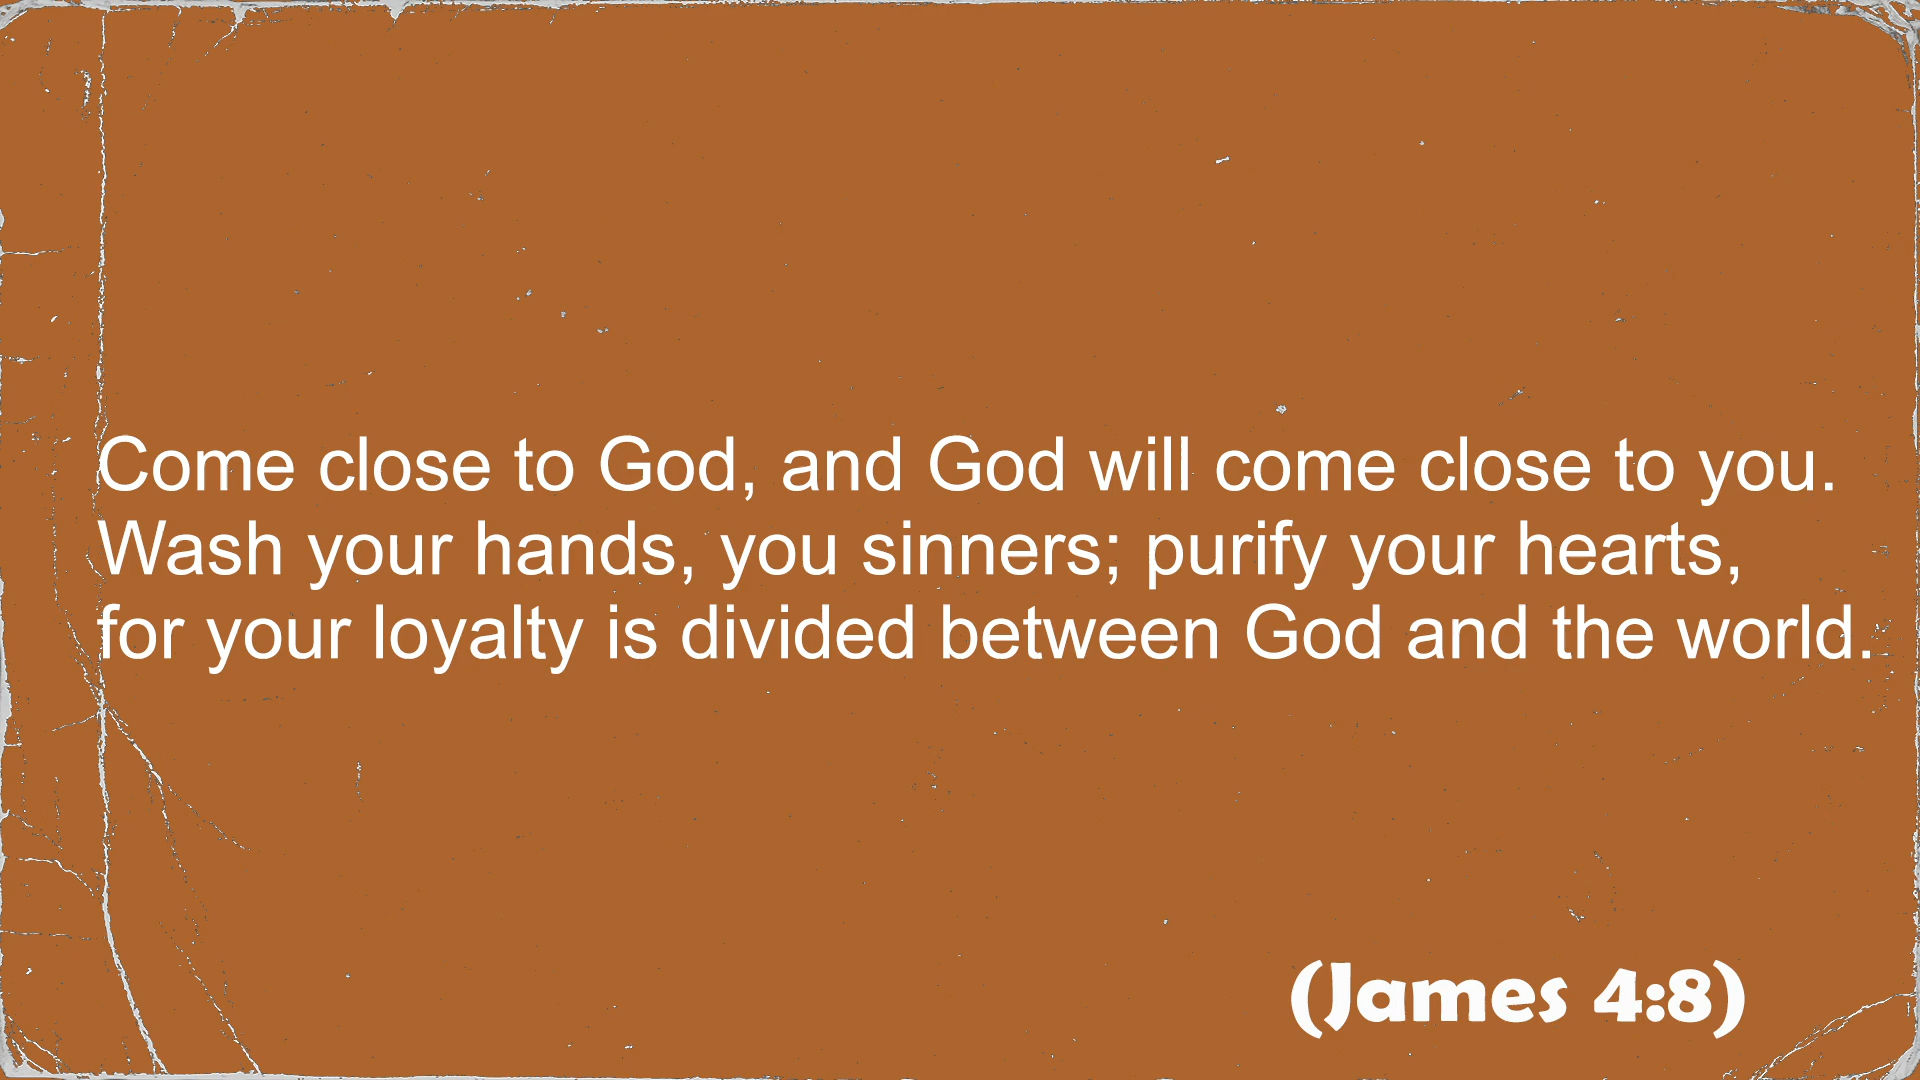 Come close to God, and God will come close to you.
Wash your hands, you sinners; purify your hearts,
for your loyalty is divided between God and the world.
(James 4:8)